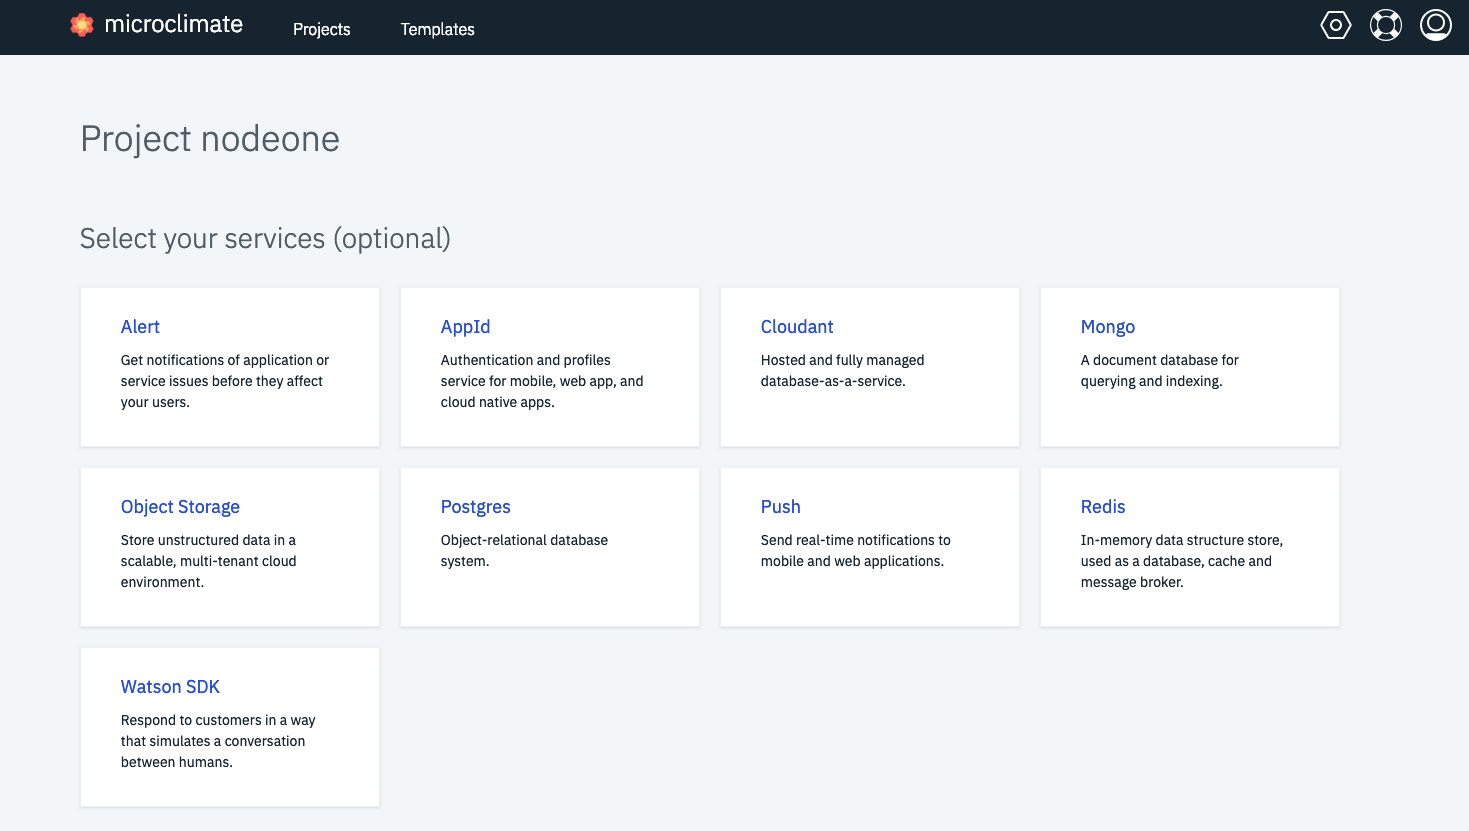 microclimate
Projects
Templates
Project nodeone
Select your services (optional)
Alert
Get notifications of application or
service issues before they affect
your users.
AppId
Authentication and profiles
service for mobile, web app, and
cloud native apps.
Cloudant
Hosted and fully managed
database-as-a-service.
Mongo
A document database for
querying and indexing.
Object Storage
Store unstructured data in a
scalable, multi-tenant cloud
environment.
Postgres
Object-relational database
system.
Push
Send real-time notifications to
mobile and web applications.
Redis
In-memory data structure store,
used as a database, cache and
message broker.
Watson SDK
Respond to customers in a way
that simulates a conversation
between humans.